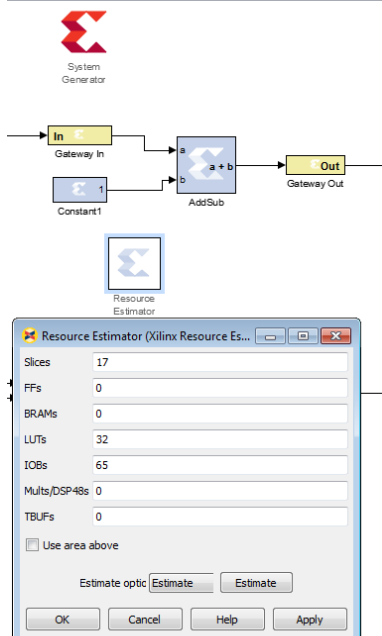 System
Generator
In
Gateway In
1
Constant1
a
b
a + b
AddSub
Out
Gateway Out
Resource
Estimator
Resource Estimator (Xilinx Resource Es...
Slices 17
FFs 0
BRAMs 0
LUTs 32
IOBs 65
Mults/DSP48s 0
TBUFs 0
Use area above
Estimate optic Estimate Estimate
OK Cancel Help Apply